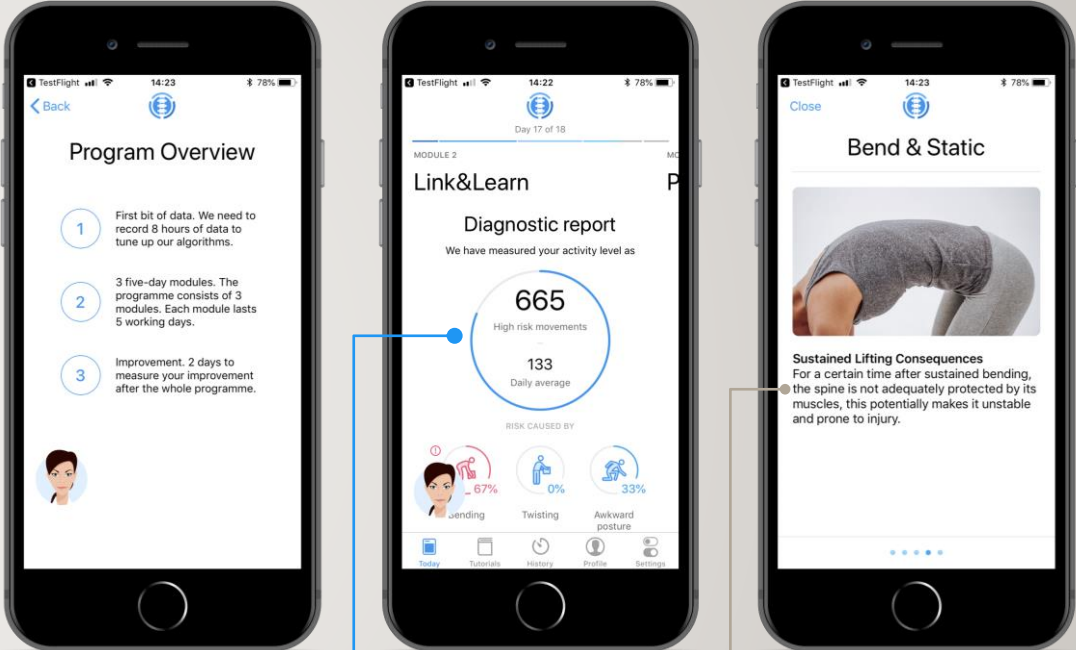 TestFlight 14:23 78%
Back
Program Overview
1
First bit of data. We need to
record 8 hours of data to
tune up our algorithms.
2
3 five-day modules. The
programme consists of 3
modules. Each module lasts
5 working days.
3
Improvement. 2 days to
measure your improvement
after the whole programme.
TestFlight 14:22 78%
Day 17 of 18
MODULE 2
MO
Link&Learn
P
Diagnostic report
We have measured your activity level as
665
High risk movements
133
Daily average
RISK CAUSED BY
67% 0% 33%
Bending Twisting Awkward
posture
Today Tutorials History Profile Settings
TestFlight 14:23 78%
Close
Bend & Static
Sustained Lifting Consequences
For a certain time after sustained bending,
the spine is not adequately protected by its
muscles, this potentially makes it unstable
and prone to injury.